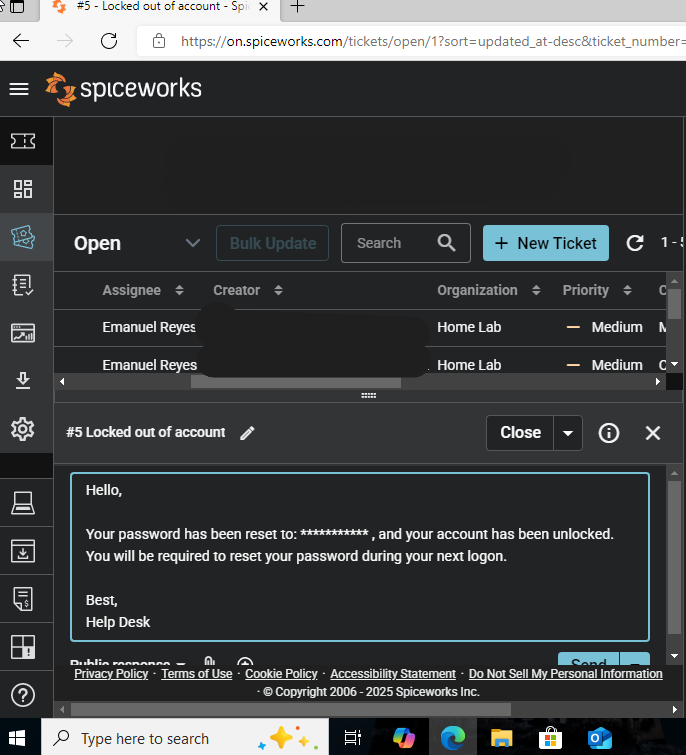 #5 - Locked out of account - Spi
https://on.spiceworks.com/tickets/open/1?sort=updated_at-desc&ticket_number=
spiceworks
Open
Bulk Update
Search
+ New Ticket
1 - 5
Assignee Creator Organization Priority
Emanuel Reyes Home Lab Medium
Emanuel Reyes Home Lab Medium
#5 Locked out of account
Close
Hello,
Your password has been reset to: *********** , and your account has been unlocked.
You will be required to reset your password during your next logon.
Best,
Help Desk
Public response
Send
Privacy Policy · Terms of Use · Cookie Policy · Accessibility Statement · Do Not Sell My Personal Information
· © Copyright 2006 - 2025 Spiceworks Inc.
Type here to search